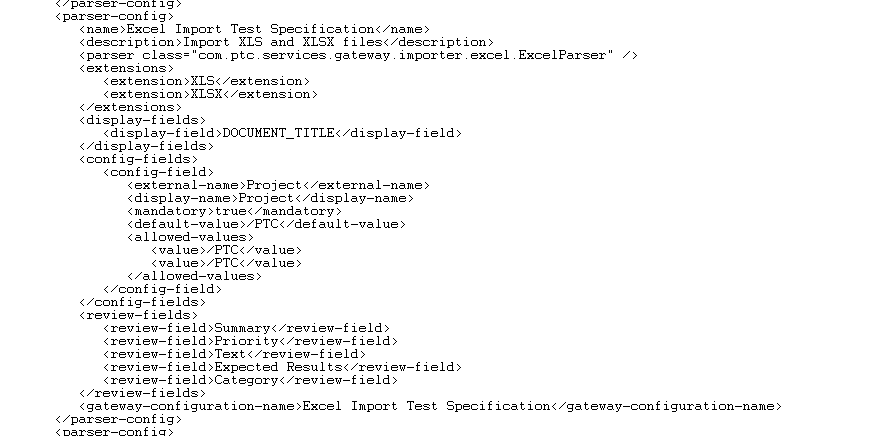 </parser-config>
<parser-config>
<name>Excel Import Test Specification</name>
<description>Import XLS and XLSX files</description>
<parser class="com.ptc.services.gateway.importer.excel.ExcelParser" />
<extensions>
<extension>XLS</extension>
<extension>XLSX</extension>
</extensions>
<display-fields>
<display-field>DOCUMENT_TITLE</display-field>
</display-fields>
<config-fields>
<config-field>
<external-name>Project</external-name>
<display-name>Project</display-name>
<mandatory>true</mandatory>
<default-value>/PTC</default-value>
<allowed-values>
<value>/PTC</value>
<value>/PTC</value>
</allowed-values>
</config-field>
</config-fields>
<review-fields>
<review-field>Summary</review-field>
<review-field>Priority</review-field>
<review-field>Text</review-field>
<review-field>Expected Results</review-field>
<review-field>Category</review-field>
</review-fields>
<gateway-configuration-name>Excel Import Test Specification</gateway-configuration-name>
</parser-config>
<parser-config>